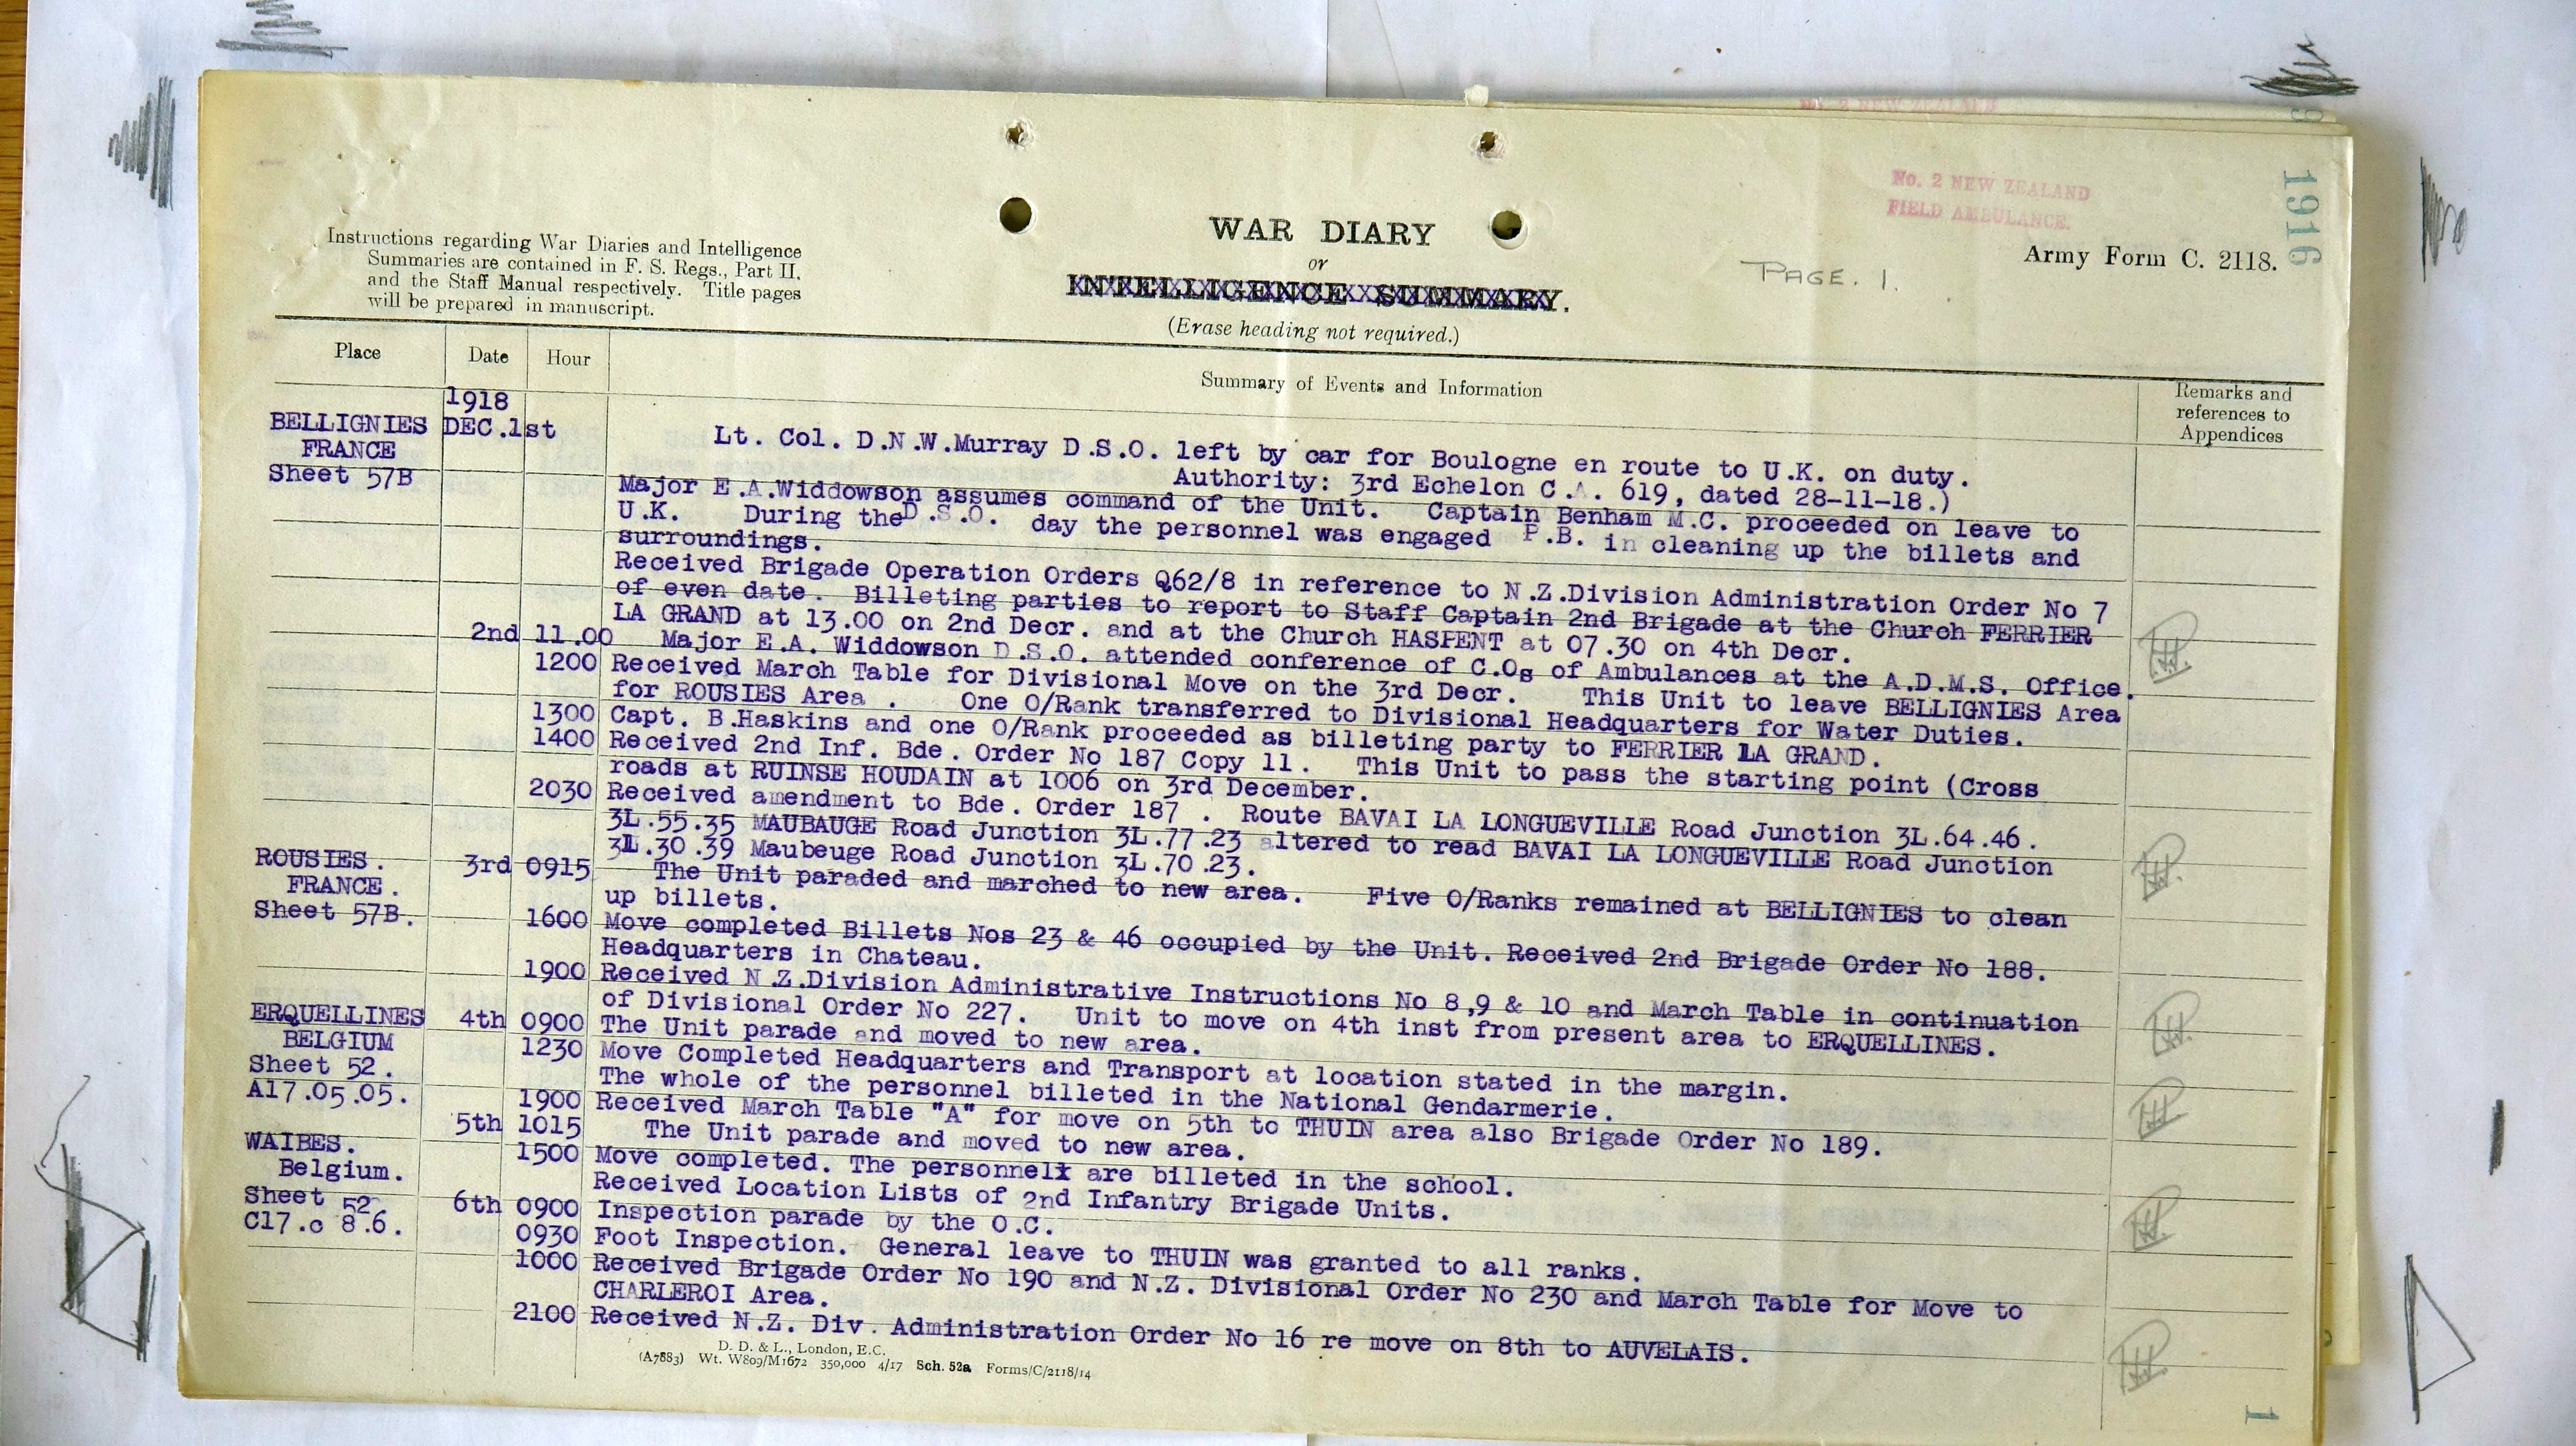 No. 2 NEW ZEALAND
No. 2 NEW ZEALAND
FIELD AMBULANCE.
1916
Instructions regarding War Diaries and Intelligence
Summaries are contained in F. S. Regs., Part II,
and the Staff Manual respectively. Title pages
will be prepared in manuscript.
WAR DIARY
or
INTELLIGENCE SUMMARY.
(Erase heading not required.)
PAGE. 1.
Army Form C. 2118.
Place Date Hour Summary of Events and Information Remarks and
references to
Appendices
1918
BELLIGNIES DEC.1st Lt. Col. D.N.W.Murray D.S.O. left by car for Boulogne en route to U.K. on duty.
FRANCE Authority: 3rd Echelon C.A. 619, dated 28-11-18.)
Sheet 57B Major E.A.Widdowson assumes command of the Unit. Captain Benham M.C. proceeded on leave to
U.K. During the D.S.O. day the personnel was engaged P.B. in cleaning up the billets and
surroundings.
Received Brigade Operation Orders Q62/8 in reference to N.Z.Division Administration Order No 7
of even date. Billeting parties to report to Staff Captain 2nd Brigade at the Church FERRIER
LA GRAND at 13.00 on 2nd Decr. and at the Church HASPENT at 07.30 on 4th Decr.
2nd 11.00 Major E.A. Widdowson D.S.O. attended conference of C.Os of Ambulances at the A.D.M.S. Office.
1200 Received March Table for Divisional Move on the 3rd Decr. This Unit to leave BELLIGNIES Area
for ROUSIES Area . One O/Rank transferred to Divisional Headquarters for Water Duties.
1300 Capt. B.Haskins and one O/Rank proceeded as billeting party to FERRIER LA GRAND.
1400 Received 2nd Inf. Bde. Order No 187 Copy 11. This Unit to pass the starting point (Cross
roads at RUINSE HOUDAIN at 1006 on 3rd December.
2030 Received amendment to Bde. Order 187 . Route BAVAI LA LONGUEVILLE Road Junction 3L.64.46.
3L.55.35 MAUBAUGE Road Junction 3L.77.23 altered to read BAVAI LA LONGUEVILLE Road Junction
3L.30.39 Maubeuge Road Junction 3L.70.23.
ROUSIES. 3rd 0915 The Unit paraded and marched to new area. Five O/Ranks remained at BELLIGNIES to clean
FRANCE. up billets.
Sheet 57B. 1600 Move completed Billets Nos 23 & 46 occupied by the Unit. Received 2nd Brigade Order No 188.
Headquarters in Chateau.
1900 Received N.Z.Division Administrative Instructions No 8,9 & 10 and March Table in continuation
of Divisional Order No 227. Unit to move on 4th inst from present area to ERQUELLINES.
ERQUELLINES 4th 0900 The Unit parade and moved to new area.
BELGIUM 1230 Move Completed Headquarters and Transport at location stated in the margin.
Sheet 52. The whole of the personnel billeted in the National Gendarmerie.
A17.05.05. 1900 Received March Table "A" for move on 5th to THUIN area also Brigade Order No 189.
5th 1015 The Unit parade and moved to new area.
WAIBES. 1500 Move completed. The personnel are billeted in the school.
Belgium. Received Location Lists of 2nd Infantry Brigade Units.
Sheet 52 6th 0900 Inspection parade by the O.C.
C17.c 8.6. 0930 Foot Inspection. General leave to THUIN was granted to all ranks.
1000 Received Brigade Order No 190 and N.Z. Divisional Order No 230 and March Table for Move to
CHARLEROI Area.
2100 Received N.Z. Div. Administration Order No 16 re move on 8th to AUVELAIS.
D. D. & L., London, E.C.
(A7883) Wt. W809/M1672 350,000 4/17 Sch. 52a Forms/C/2118/14
1